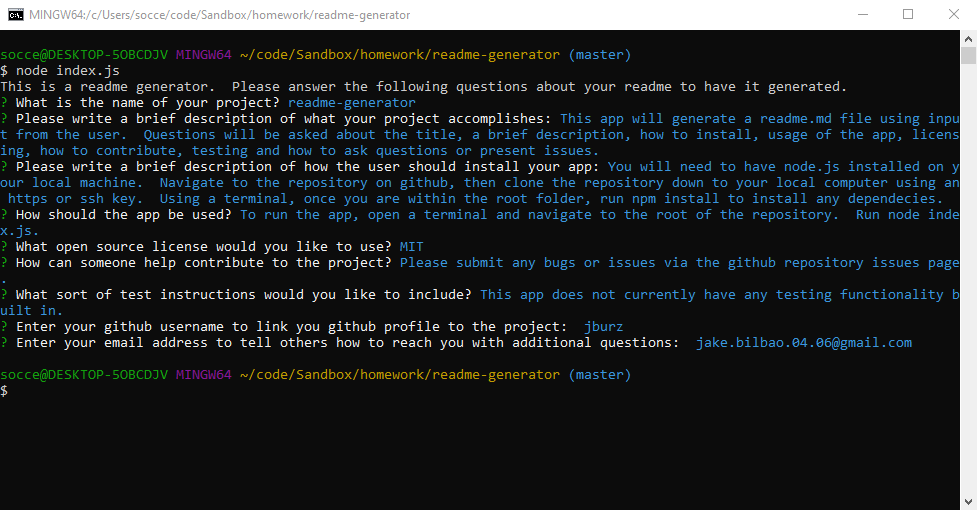 MINGW64:/c/Users/socce/code/Sandbox/homework/readme-generator
socce@DESKTOP-5OBCDJV MINGW64 ~/code/Sandbox/homework/readme-generator (master)
$ node index.js
This is a readme generator.  Please answer the following questions about your readme to have it generated.
? What is the name of your project? readme-generator
? Please write a brief description of what your project accomplishes: This app will generate a readme.md file using inpu
t from the user.  Questions will be asked about the title, a brief description, how to install, usage of the app, licens
ing, how to contribute, testing and how to ask questions or present issues.
? Please write a brief description of how the user should install your app: You will need to have node.js installed on y
our local machine.  Navigate to the repository on github, then clone the repository down to your local computer using an
 https or ssh key.  Using a terminal, once you are within the root folder, run npm install to install any dependecies.
? How should the app be used? To run the app, open a terminal and navigate to the root of the repository.  Run node inde
x.js.
? What open source license would you like to use? MIT
? How can someone help contribute to the project? Please submit any bugs or issues via the github repository issues page
.
? What sort of test instructions would you like to include? This app does not currently have any testing functionality b
uilt in.
? Enter your github username to link you github profile to the project:  jburz
? Enter your email address to tell others how to reach you with additional questions:  jake.bilbao.04.06@gmail.com
socce@DESKTOP-5OBCDJV MINGW64 ~/code/Sandbox/homework/readme-generator (master)
$